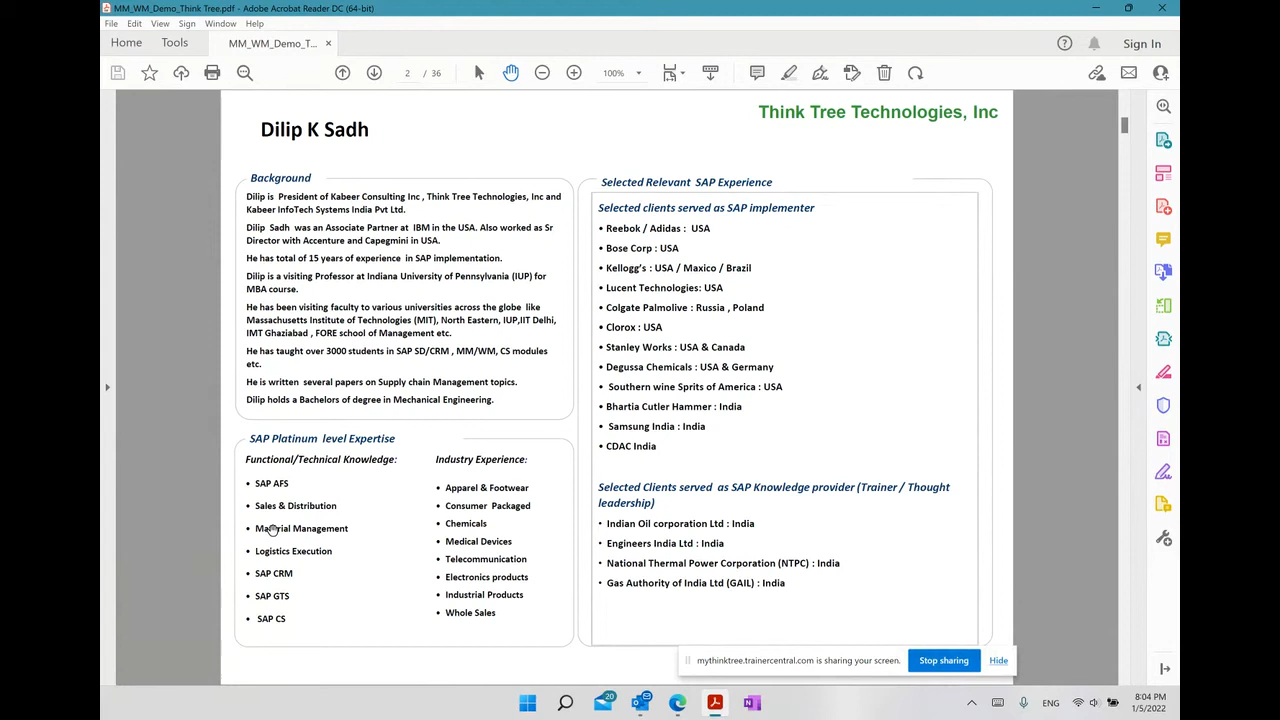 MM_WM_Demo_Think Tree.pdf - Adobe Acrobat Reader DC (64-bit)
File Edit View Sign Window Help
Home Tools MM_WM_Demo_T... × Sign In
2 / 36 100%
Think Tree Technologies, Inc
Dilip K Sadh
Background
Dilip is President of Kabeer Consulting Inc , Think Tree Technologies, Inc and
Kabeer InfoTech Systems India Pvt Ltd.
Dilip Sadh was an Associate Partner at IBM in the USA. Also worked as Sr
Director with Accenture and Capegmini in USA.
He has total of 15 years of experience in SAP implementation.
Dilip is a visiting Professor at Indiana University of Pennsylvania (IUP) for
MBA course.
He has been visiting faculty to various universities across the globe like
Massachusetts Institute of Technologies (MIT), North Eastern, IUP,IIT Delhi,
IMT Ghaziabad , FORE school of Management etc.
He has taught over 3000 students in SAP SD/CRM , MM/WM, CS modules
etc.
He is written several papers on Supply chain Management topics.
Dilip holds a Bachelors of degree in Mechanical Engineering.
SAP Platinum level Expertise
Functional/Technical Knowledge:
• SAP AFS
• Sales & Distribution
• Material Management
• Logistics Execution
• SAP CRM
• SAP GTS
• SAP CS
Industry Experience:
• Apparel & Footwear
• Consumer Packaged
• Chemicals
• Medical Devices
• Telecommunication
• Electronics products
• Industrial Products
• Whole Sales
Selected Relevant SAP Experience
Selected clients served as SAP implementer
• Reebok / Adidas : USA
• Bose Corp : USA
• Kellogg's : USA / Maxico / Brazil
• Lucent Technologies: USA
• Colgate Palmolive : Russia , Poland
• Clorox : USA
• Stanley Works : USA & Canada
• Degussa Chemicals : USA & Germany
• Southern wine Sprits of America : USA
• Bhartia Cutler Hammer : India
• Samsung India : India
• CDAC India
Selected Clients served as SAP Knowledge provider (Trainer / Thought
leadership)
• Indian Oil corporation Ltd : India
• Engineers India Ltd : India
• National Thermal Power Corporation (NTPC) : India
• Gas Authority of India Ltd (GAIL) : India
mythinktree.trainercentral.com is sharing your screen. Stop sharing Hide
20
ENG
8:04 PM
1/5/2022